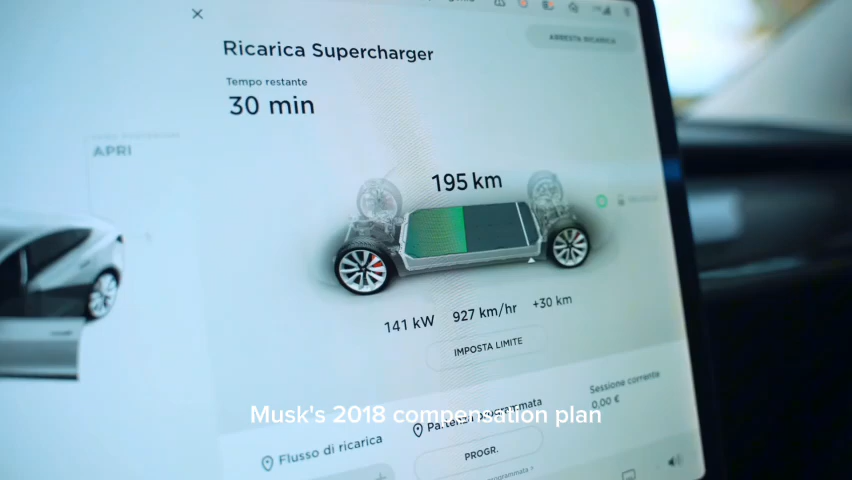 Ricarica Supercharger
ARRESTA RICARICA
Tempo restante
30 min
APRI
195 km
141 kW 927 km/hr +30 km
IMPOSTA LIMITE
Sessione corrente
0,00 €
Musk's 2018 compensation plan
Flusso di ricarica
PROGR.